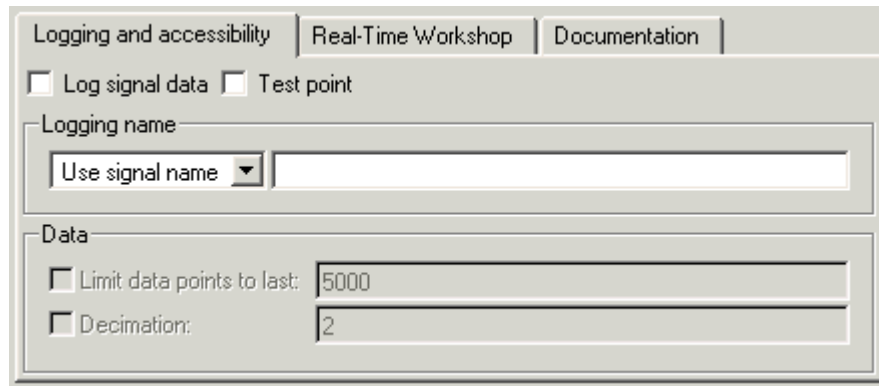 Logging and accessibility Real-Time Workshop Documentation
Log signal data Test point
Logging name
Use signal name
Data
Limit data points to last: 5000
Decimation: 2